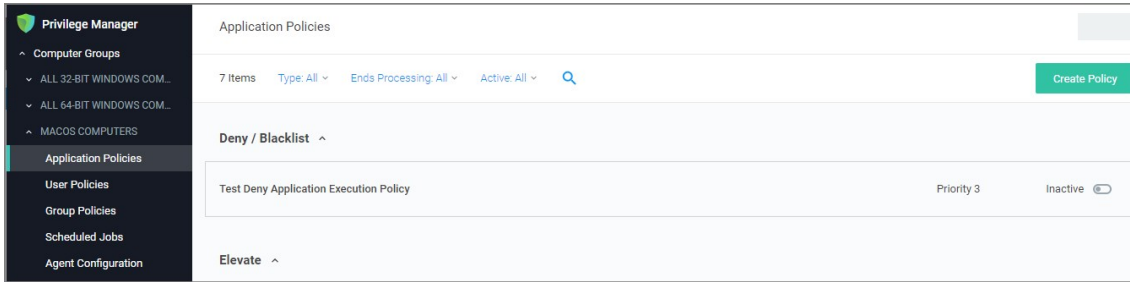 Privilege Manager
Computer Groups
ALL 32-BIT WINDOWS COM...
ALL 64-BIT WINDOWS COM...
MACOS COMPUTERS
Application Policies
User Policies
Group Policies
Scheduled Jobs
Agent Configuration
Application Policies
7 Items Type: All Ends Processing: All Active: All
Create Policy
Deny / Blacklist
Test Deny Application Execution Policy Priority 3 Inactive
Elevate